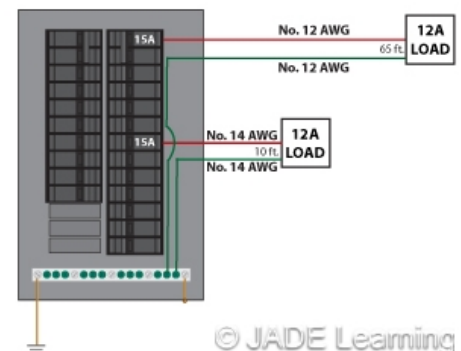 15A
No. 12 AWG
65 ft.
No. 12 AWG
12A
LOAD
15A
No. 14 AWG
10 ft.
No. 14 AWG
12A
LOAD
© JADE Learning